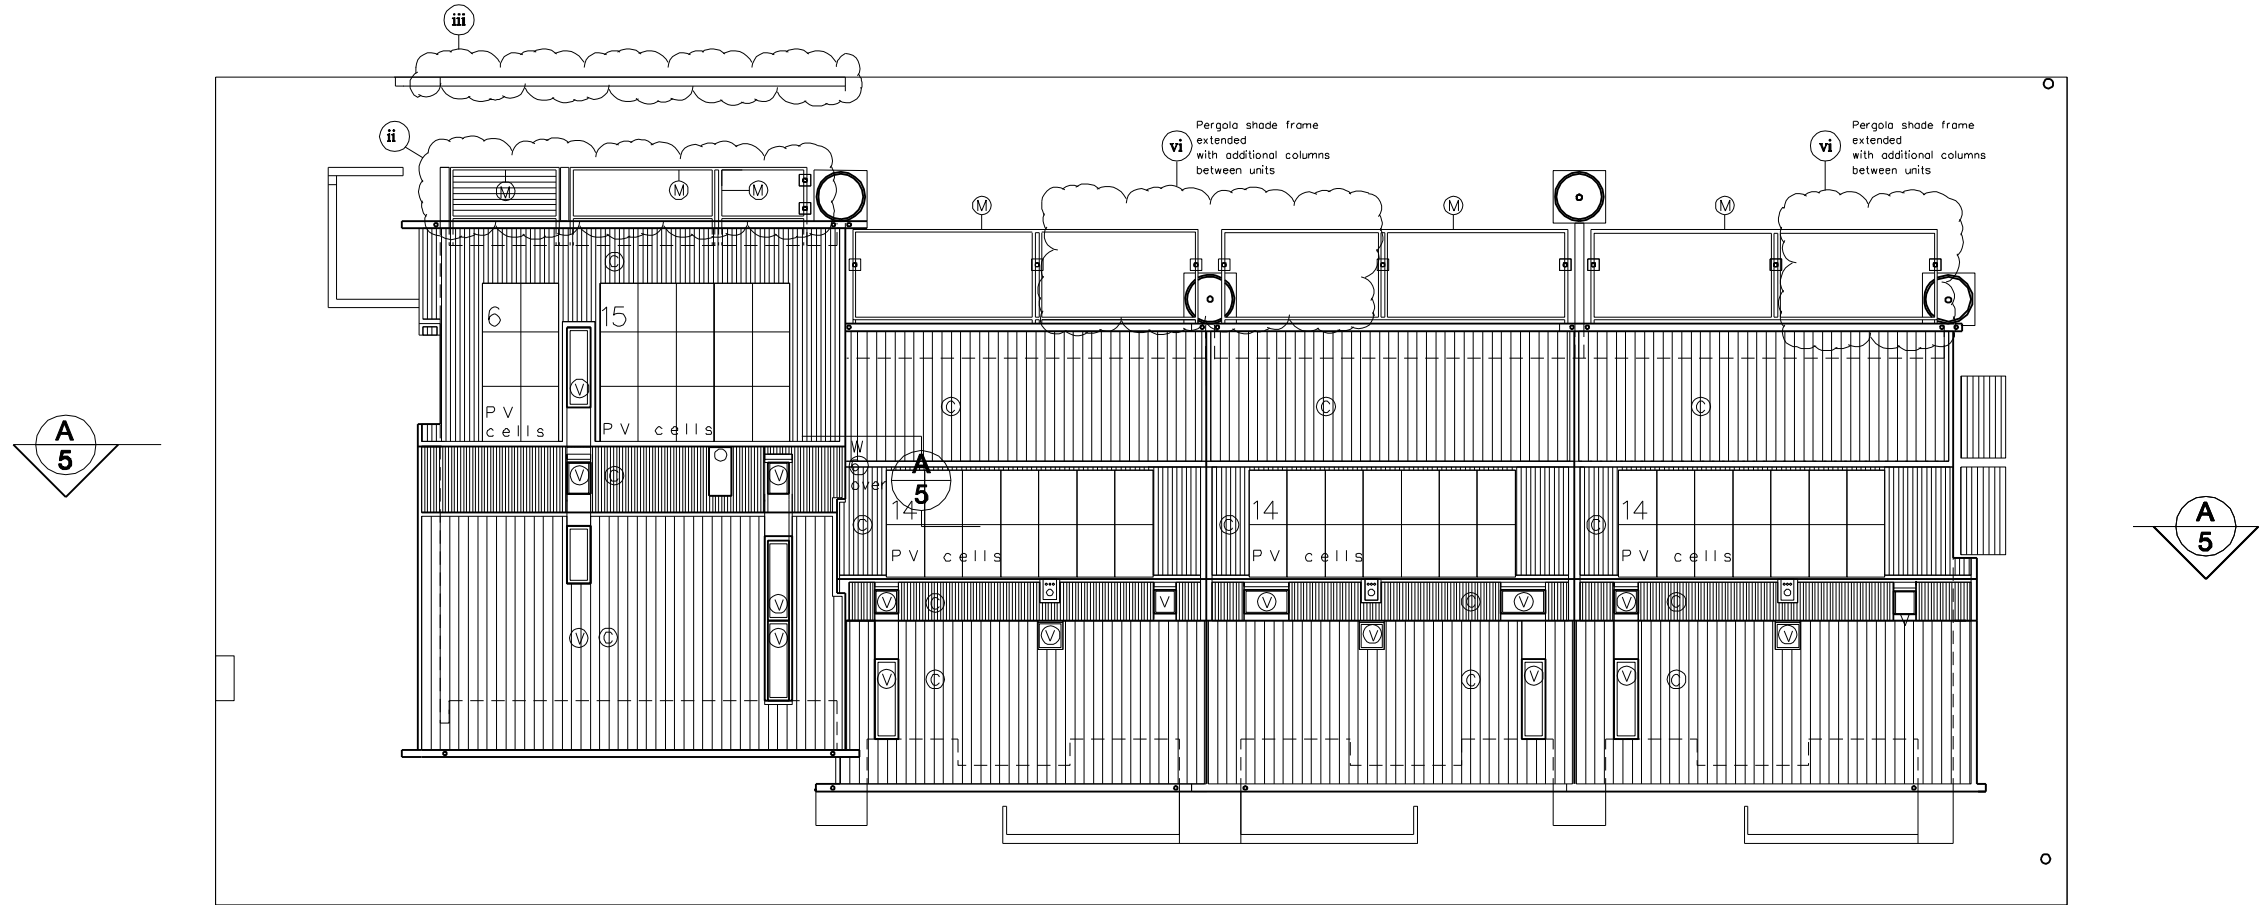 iii
ii
vi
Pergola shade frame
extended
with additional columns
between units
vi
Pergola shade frame
extended
with additional columns
between units
M
M
M
M
M
M
C
6
15
V
PV
cells
PV cells
C
C
C
A
5
W
over
A
5
V
C
V
14
PV cells
14
PV cells
14
PV cells
C
C
C
A
5
V
C
V
V
C
V
V
C
V
V
V
C
V
V
V
V
V
C
V
C
V
C
V
C